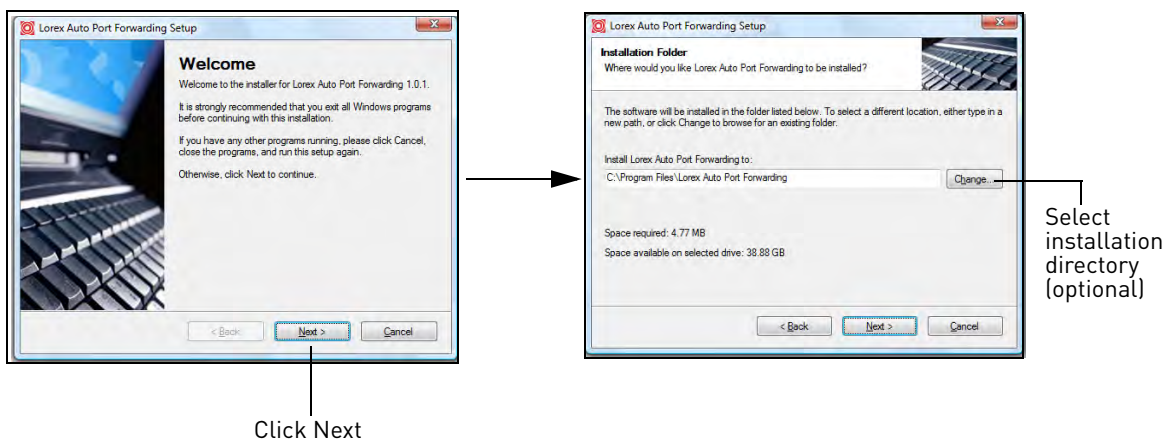 Lorex Auto Port Forwarding Setup
Welcome
Welcome to the installer for Lorex Auto Port Forwarding 1.0.1.
It is strongly recommended that you exit all Windows programs
before continuing with this installation.
If you have any other programs running, please click Cancel,
close the programs, and run this setup again.
Otherwise, click Next to continue.
< Back
Next >
Cancel
Click Next
Lorex Auto Port Forwarding Setup
Installation Folder
Where would you like Lorex Auto Port Forwarding to be installed?
The software will be installed in the folder listed below. To select a different location, either type in a
new path, or click Change to browse for an existing folder.
Install Lorex Auto Port Forwarding to:
C:\Program Files\Lorex Auto Port Forwarding
Change...
Space required: 4.77 MB
Space available on selected drive: 38.88 GB
< Back
Next >
Cancel
Select
installation
directory
(optional)